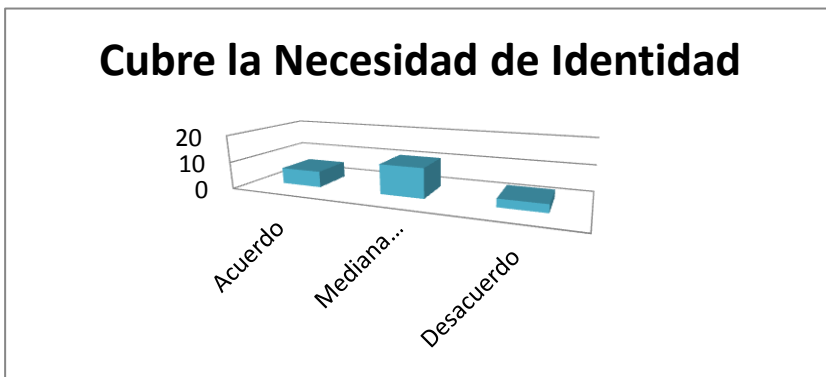 Cubre la Necesidad de Identidad
20
10
0
Acuerdo
Mediana...
Desacuerdo